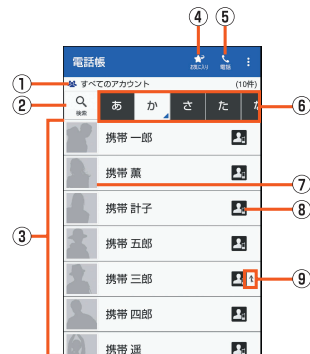 ④ ⑤
電話帳 お気に入り 電話
① すべてのアカウント (10件)
② 検索 あ か さ た な ⑥
③
携帯 一郎
携帯 薫 ⑦
携帯 計子 ⑧
携帯 五郎
携帯 三郎 ⑨
携帯 四郎
携帯 遥